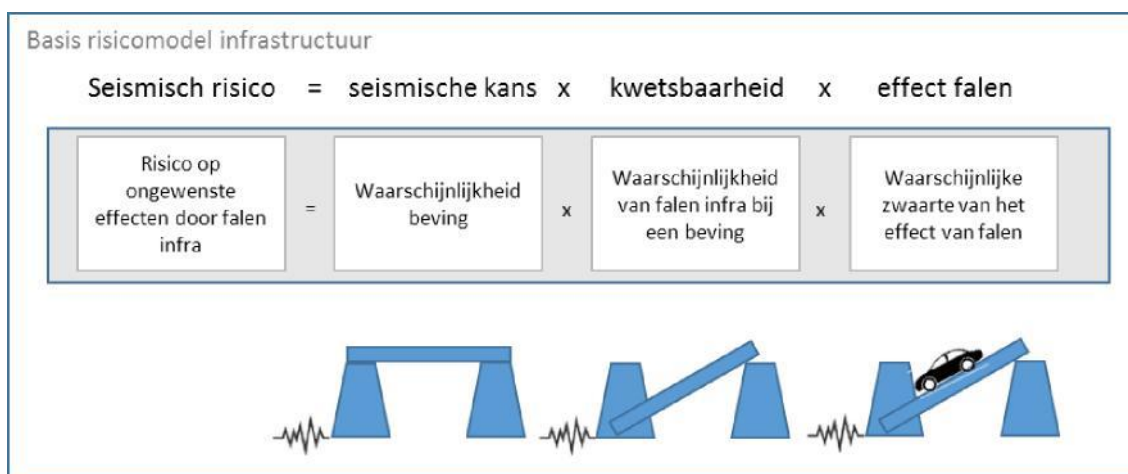 Basis risicomodel infrastructuur
Seismisch risico = seismische kans x kwetsbaarheid x effect falen
Risico op
ongewenste
effecten door falen
infra
=
Waarschijnlijkheid
beving
x
Waarschijnlijkheid
van falen infra bij
een beving
x
Waarschijnlijke
zwaarte van het
effect van falen